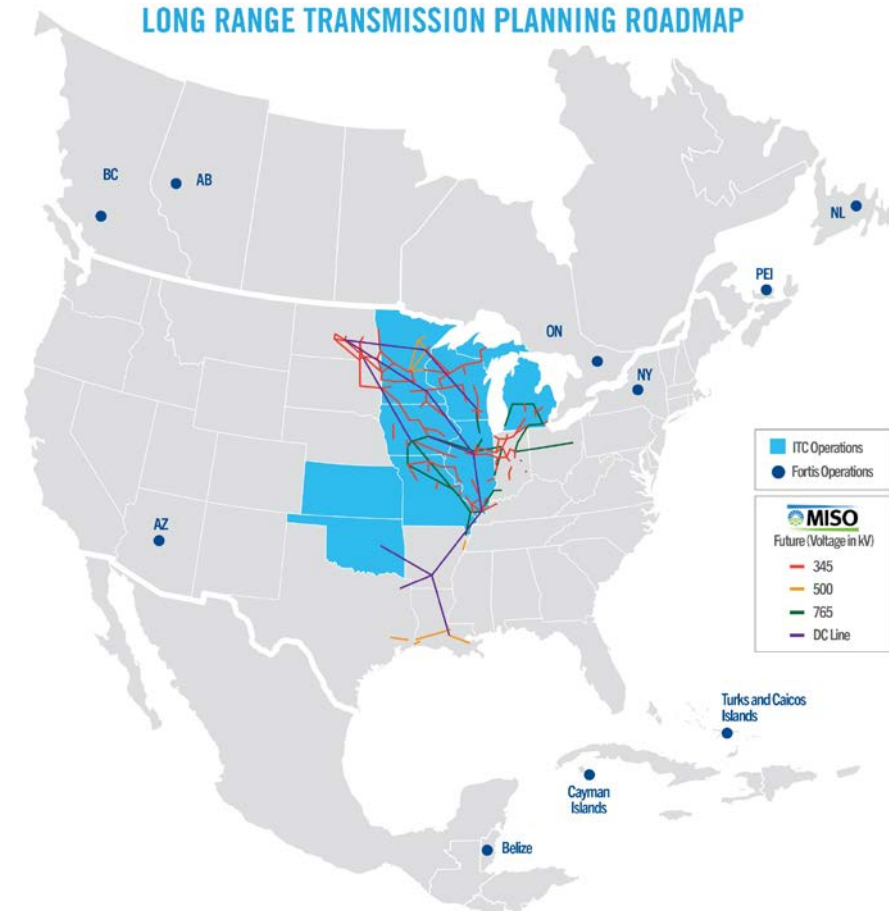 LONG RANGE TRANSMISSION PLANNING ROADMAP
BC
AB
NL
PEI
ON
NY
AZ
ITC Operations
Fortis Operations
MISO
Future (Voltage in kV)
345
500
765
DC Line
Turks and Caicos
Islands
Cayman
Islands
Belize